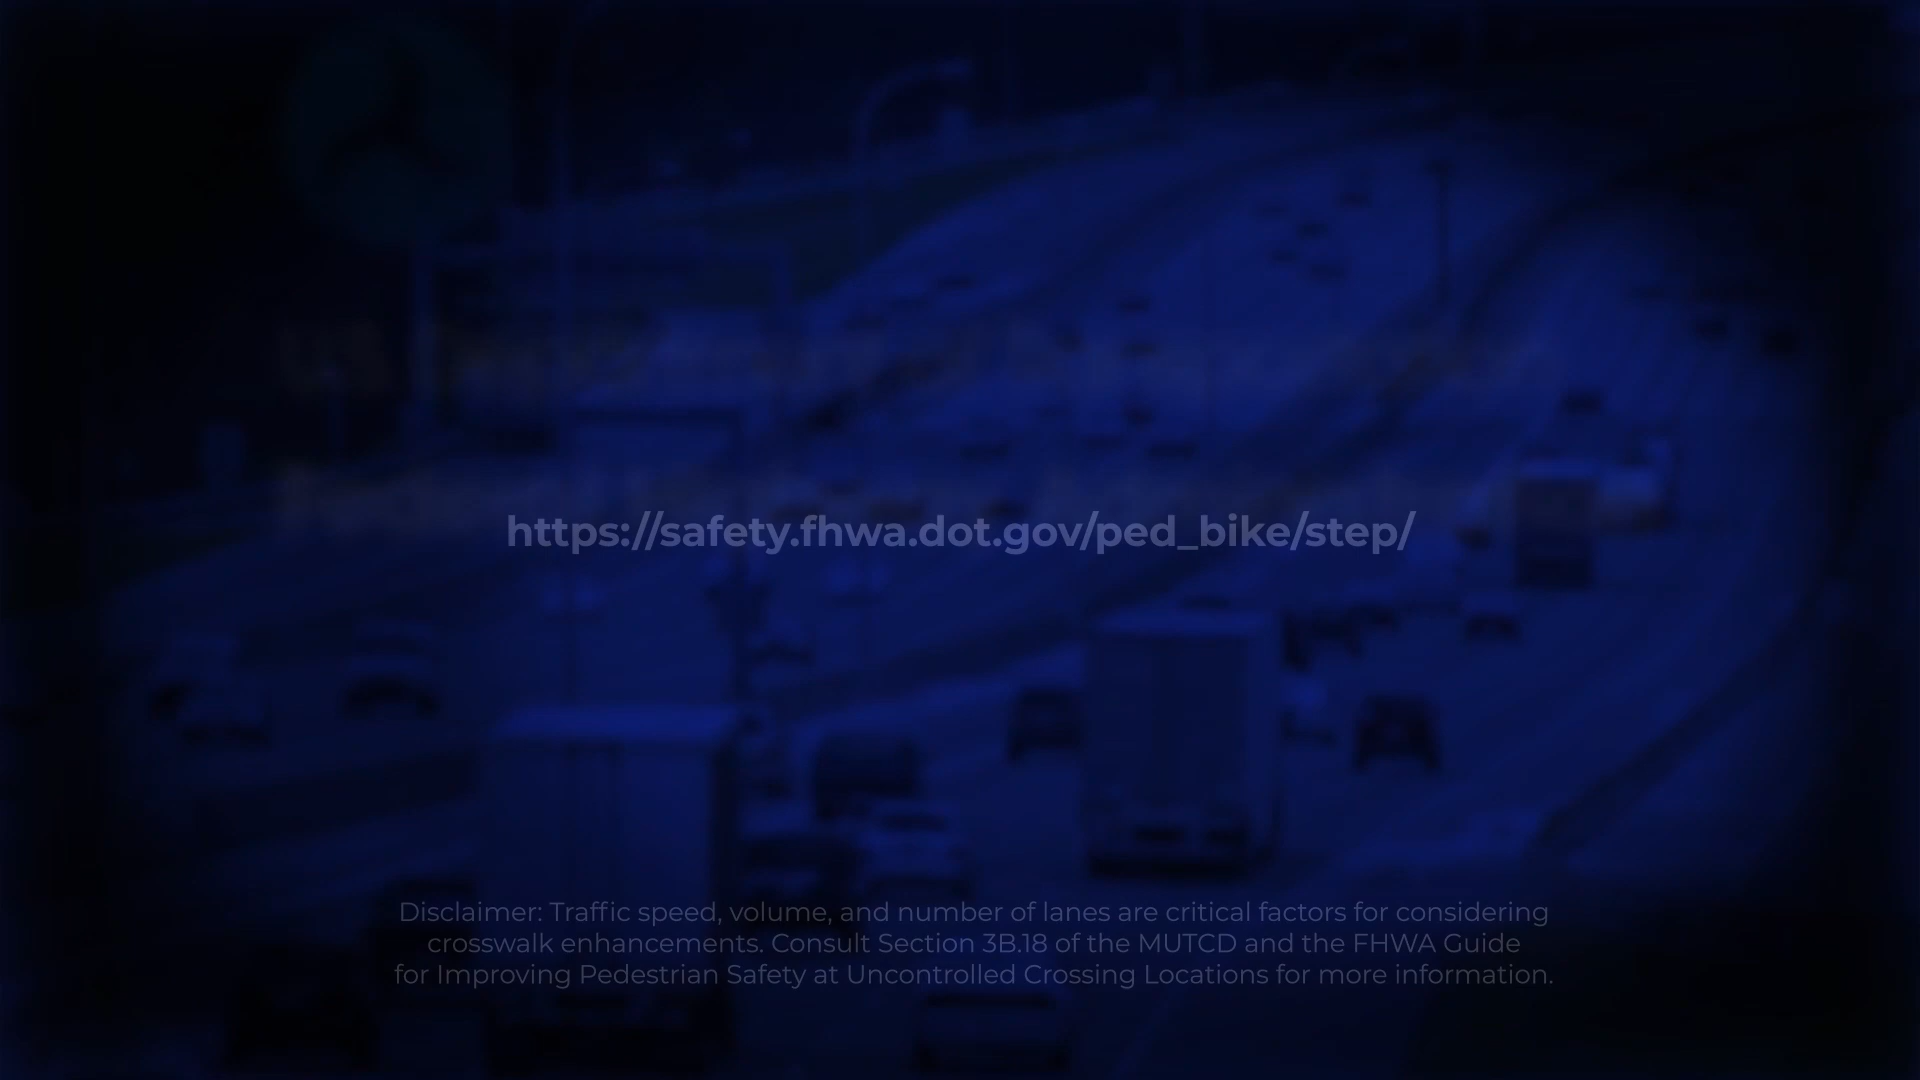 https://safety.fhwa.dot.gov/ped_bike/step/
Disclaimer: Traffic speed, volume, and number of lanes are critical factors for considering
crosswalk enhancements. Consult Section 3B.18 of the MUTCD and the FHWA Guide
for Improving Pedestrian Safety at Uncontrolled Crossing Locations for more information.